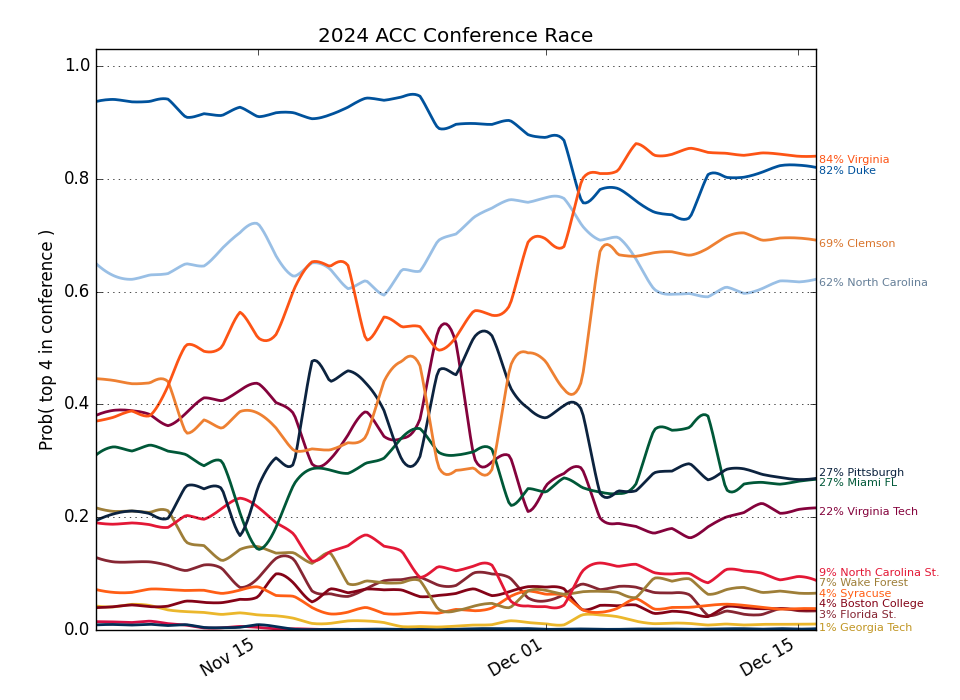 2024 ACC Conference Race
Prob( top 4 in conference )
1.0
0.8
0.6
0.4
0.2
0.0
Nov 15
Dec 01
Dec 15
84% Virginia
82% Duke
69% Clemson
62% North Carolina
27% Pittsburgh
27% Miami FL
22% Virginia Tech
9% North Carolina St.
7% Wake Forest
4% Syracuse
4% Boston College
3% Florida St.
1% Georgia Tech